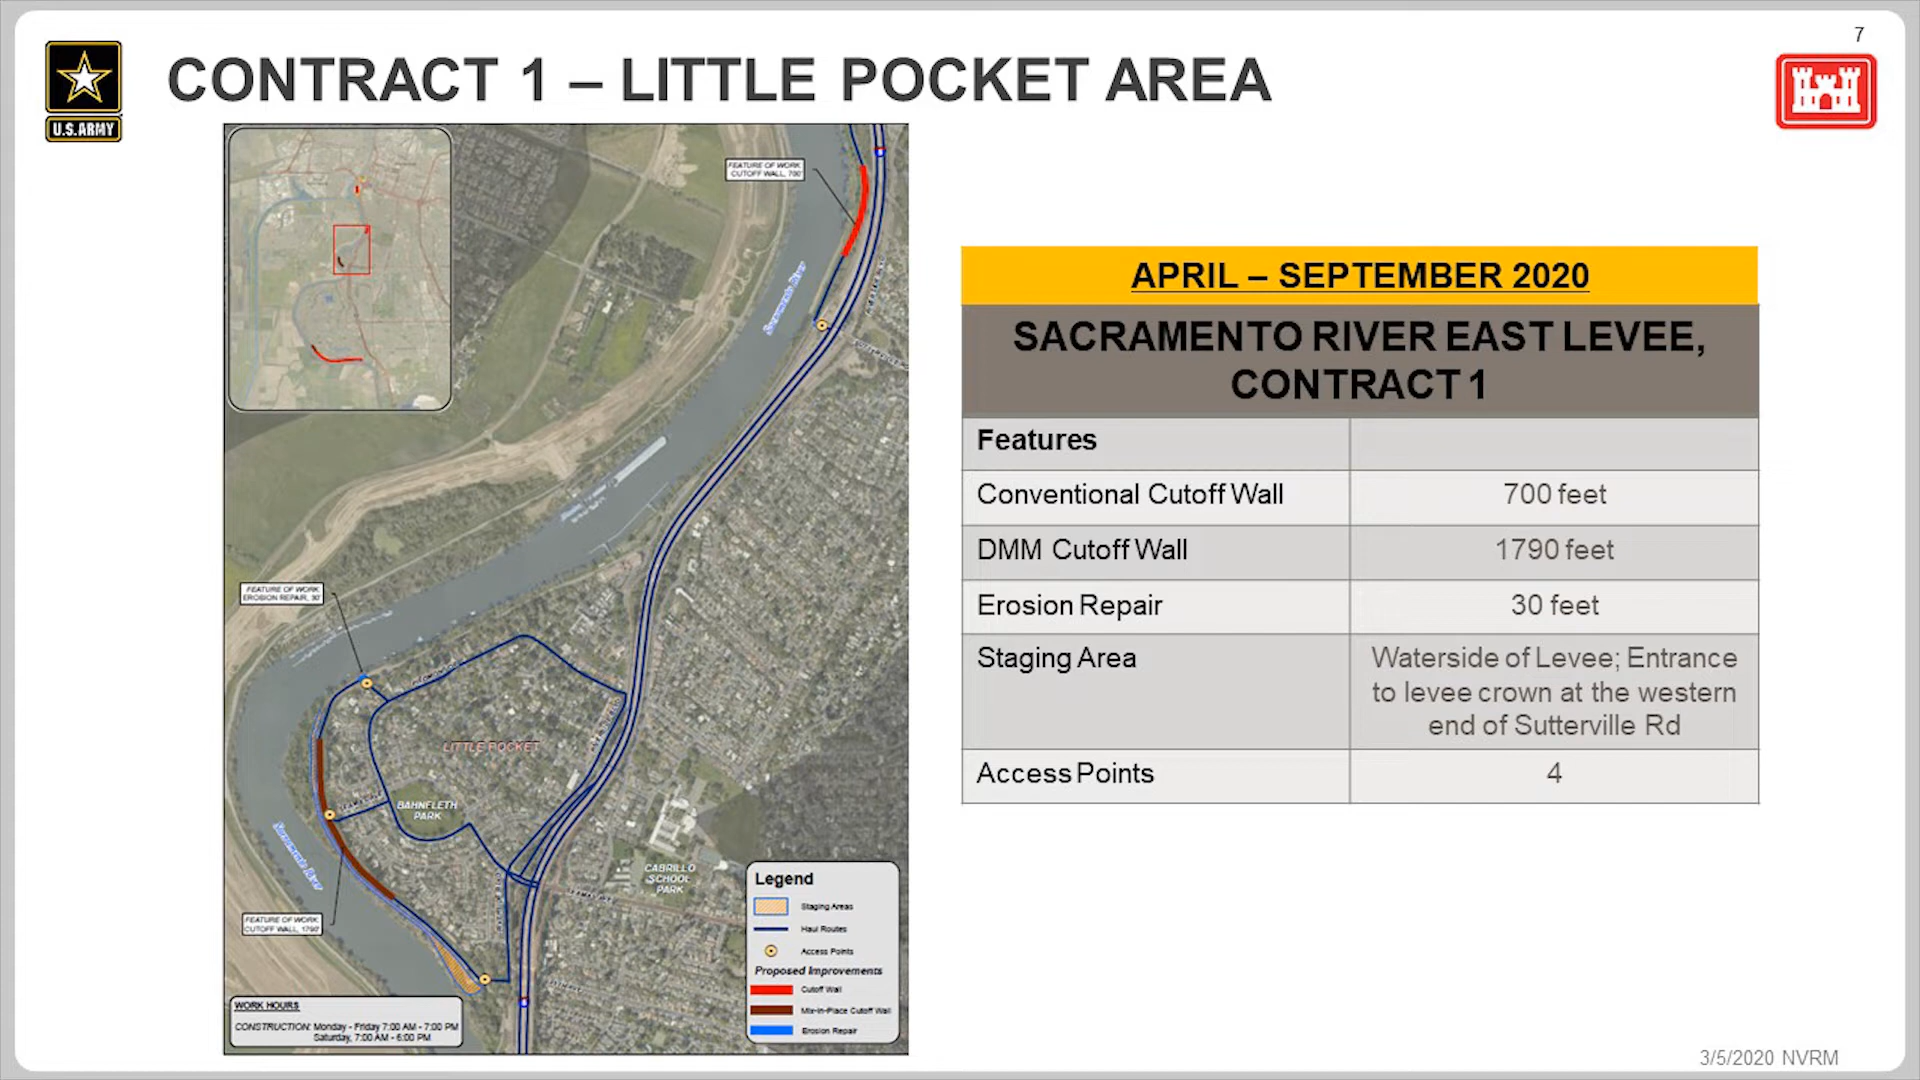 7
U.S.ARMY
CONTRACT 1 – LITTLE POCKET AREA
FEATURE OF WORK
CUTOFF WALL, 700'
Sacramento River
FEATURE OF WORK
EROSION REPAIR, 30'
LITTLE POCKET
BAHNFLETH
PARK
Sacramento River
CABRILLO
SCHOOL
PARK
FEATURE OF WORK
CUTOFF WALL, 1790'
WORK HOURS
CONSTRUCTION: Monday - Friday 7:00 AM - 7:00 PM
Saturday, 7:00 AM - 6:00 PM
Legend
Staging Areas
Haul Routes
Access Points
Proposed Improvements
Cutoff Wall
Mix-in-Place Cutoff Wall
Erosion Repair
APRIL – SEPTEMBER 2020
SACRAMENTO RIVER EAST LEVEE,
CONTRACT 1
Features
Conventional Cutoff Wall 700 feet
DMM Cutoff Wall 1790 feet
Erosion Repair 30 feet
Staging Area Waterside of Levee; Entrance
to levee crown at the western
end of Sutterville Rd
Access Points 4
3/5/2020 NVRM